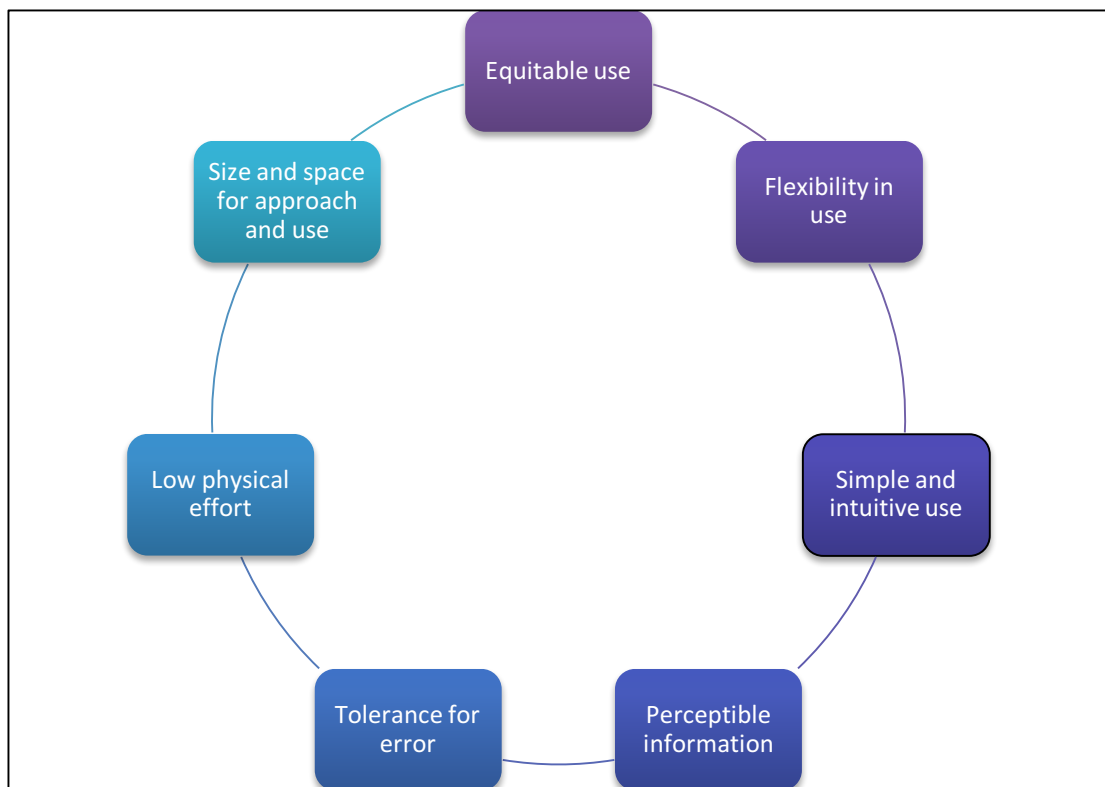 Equitable use
Flexibility in
use
Simple and
intuitive use
Perceptible
information
Tolerance for
error
Low physical
effort
Size and space
for approach
and use